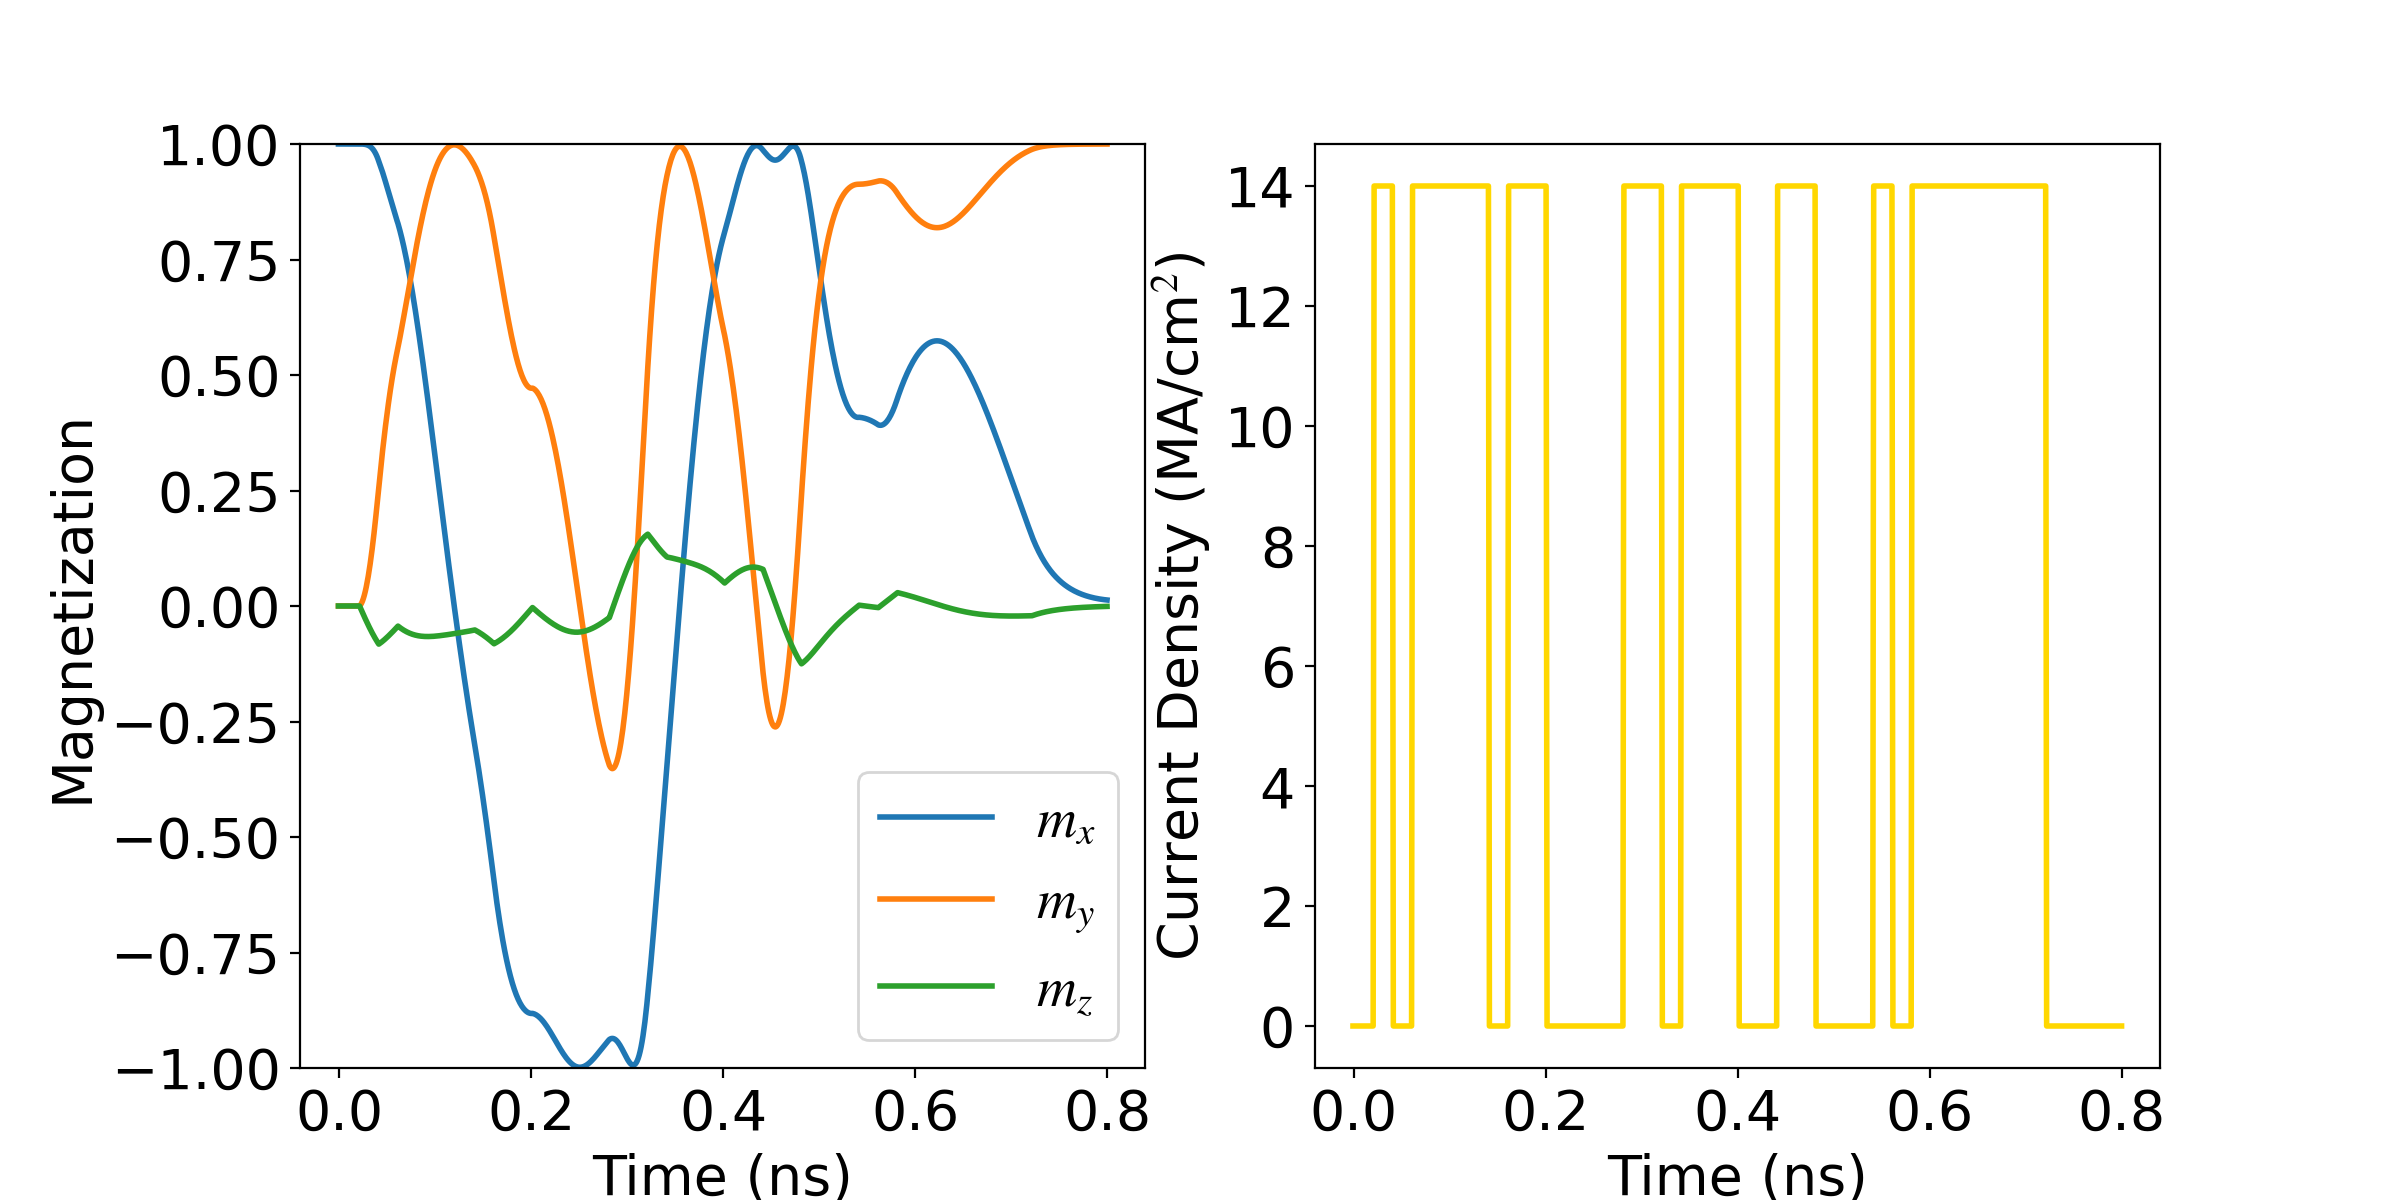 1.00
0.75
0.50
0.25
0.00
−0.25
−0.50
−0.75
−1.00
Magnetization
0.0 0.2 0.4 0.6 0.8
Time (ns)
m_x
m_y
m_z
14
12
10
8
6
4
2
0
Current Density (MA/cm²)
0.0 0.2 0.4 0.6 0.8
Time (ns)